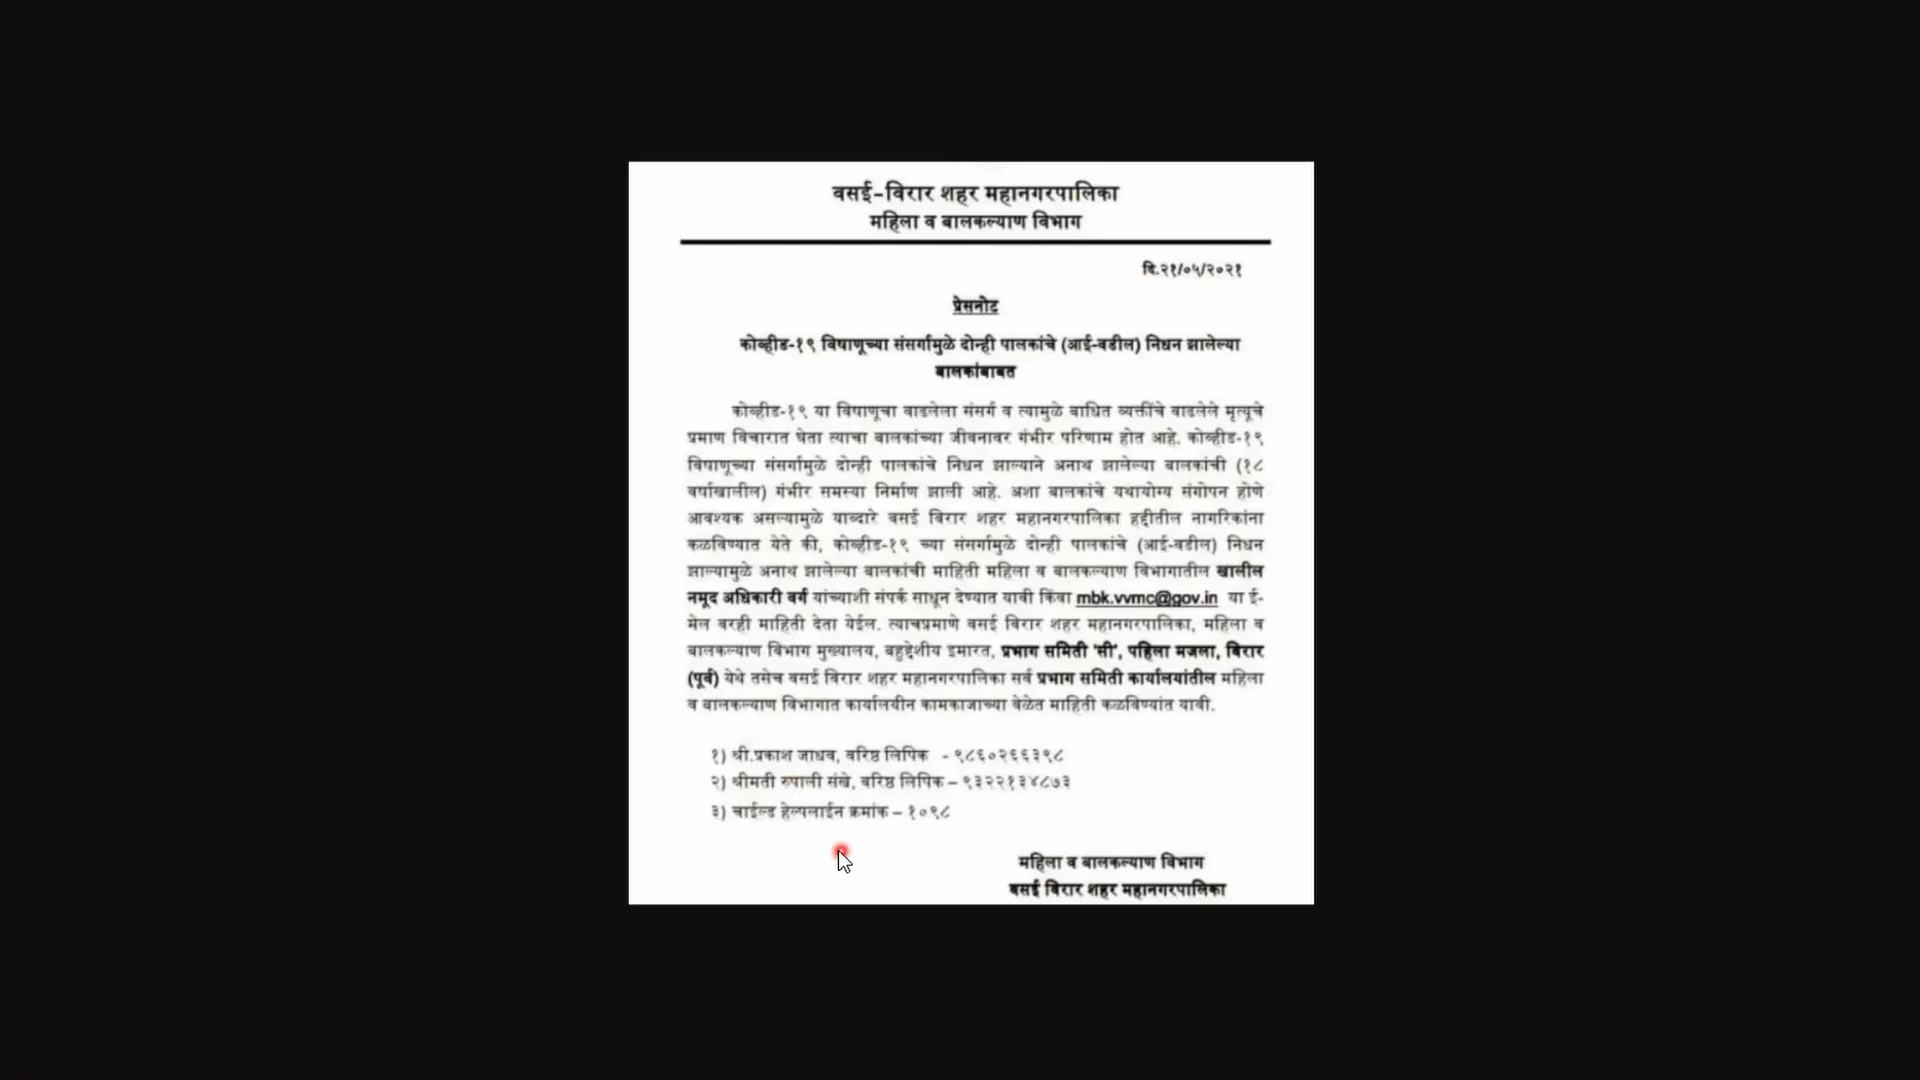 वसई-विरार शहर महानगरपालिका
महिला व बालकल्याण विभाग
दि.२१/०५/२०२१
प्रेसनोट
कोव्हीड-१९ विषाणूच्या संसर्गामुळे दोन्ही पालकांचे (आई-वडील) निधन झालेल्या
बालकांबाबत
कोव्हीड-१९ या विषाणूचा वाढलेला संसर्ग व त्यामुळे बाधित व्यक्तींचे वाढलेले मृत्यूचे
प्रमाण विचारात घेता त्याचा बालकांच्या जीवनावर गंभीर परिणाम होत आहे. कोव्हीड-१९
विषाणूच्या संसर्गामुळे दोन्ही पालकांचे निधन झाल्याने अनाथ झालेल्या बालकांची (१८
वर्षाखालील) गंभीर समस्या निर्माण झाली आहे. अशा बालकांचे यथायोग्य संगोपन होणे
आवश्यक असल्यामुळे याव्दारे वसई विरार शहर महानगरपालिका हद्दीतील नागरिकांना
कळविण्यात येते की, कोव्हीड-१९ च्या संसर्गामुळे दोन्ही पालकांचे (आई-वडील) निधन
झाल्यामुळे अनाथ झालेल्या बालकांची माहिती महिला व बालकल्याण विभागातील खालील
नमूद अधिकारी वर्ग यांच्याशी संपर्क साधून देण्यात यावी किंवा mbk.vvmc@gov.in या ई-
मेल वरही माहिती देता येईल. त्याचप्रमाणे वसई विरार शहर महानगरपालिका, महिला व
बालकल्याण विभाग मुख्यालय, बहुद्देशीय इमारत, प्रभाग समिती 'सी', पहिला मजला, विरार
(पूर्व) येथे तसेच वसई विरार शहर महानगरपालिका सर्व प्रभाग समिती कार्यालयांतील महिला
व बालकल्याण विभागात कार्यालयीन कामकाजाच्या वेळेत माहिती कळविण्यांत यावी.
१) श्री.प्रकाश जाधव, वरिष्ठ लिपिक - ९८६०२६६३९८
२) श्रीमती रुपाली संखे, वरिष्ठ लिपिक – ९३२२१३४८७३
३) चाईल्ड हेल्पलाईन क्रमांक – १०९८
महिला व बालकल्याण विभाग
वसई विरार शहर महानगरपालिका